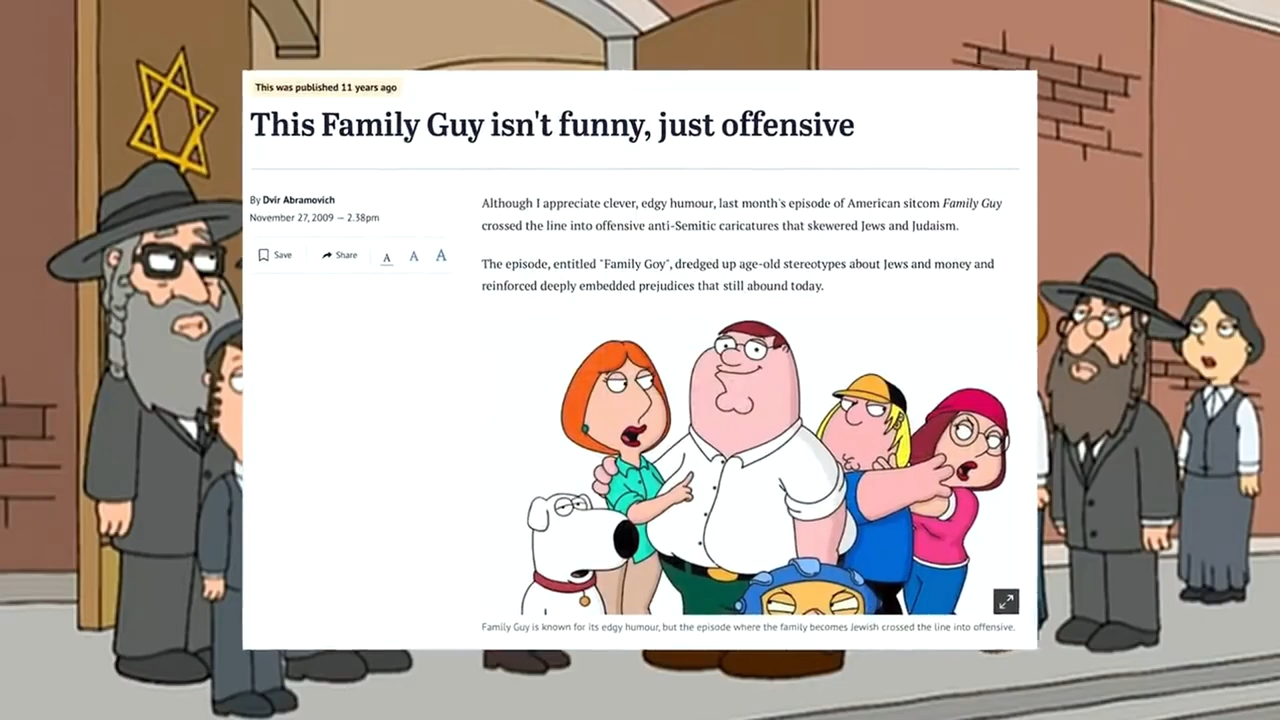 This was published 11 years ago
This Family Guy isn't funny, just offensive
By Dvir Abramovich
November 27, 2009 — 2.38pm
Save
Share
A
A
A
Although I appreciate clever, edgy humour, last month's episode of American sitcom Family Guy
crossed the line into offensive anti-Semitic caricatures that skewered Jews and Judaism.
The episode, entitled "Family Goy", dredged up age-old stereotypes about Jews and money and
reinforced deeply embedded prejudices that still abound today.
Family Guy is known for its edgy humour, but the episode where the family becomes Jewish crossed the line into offensive.